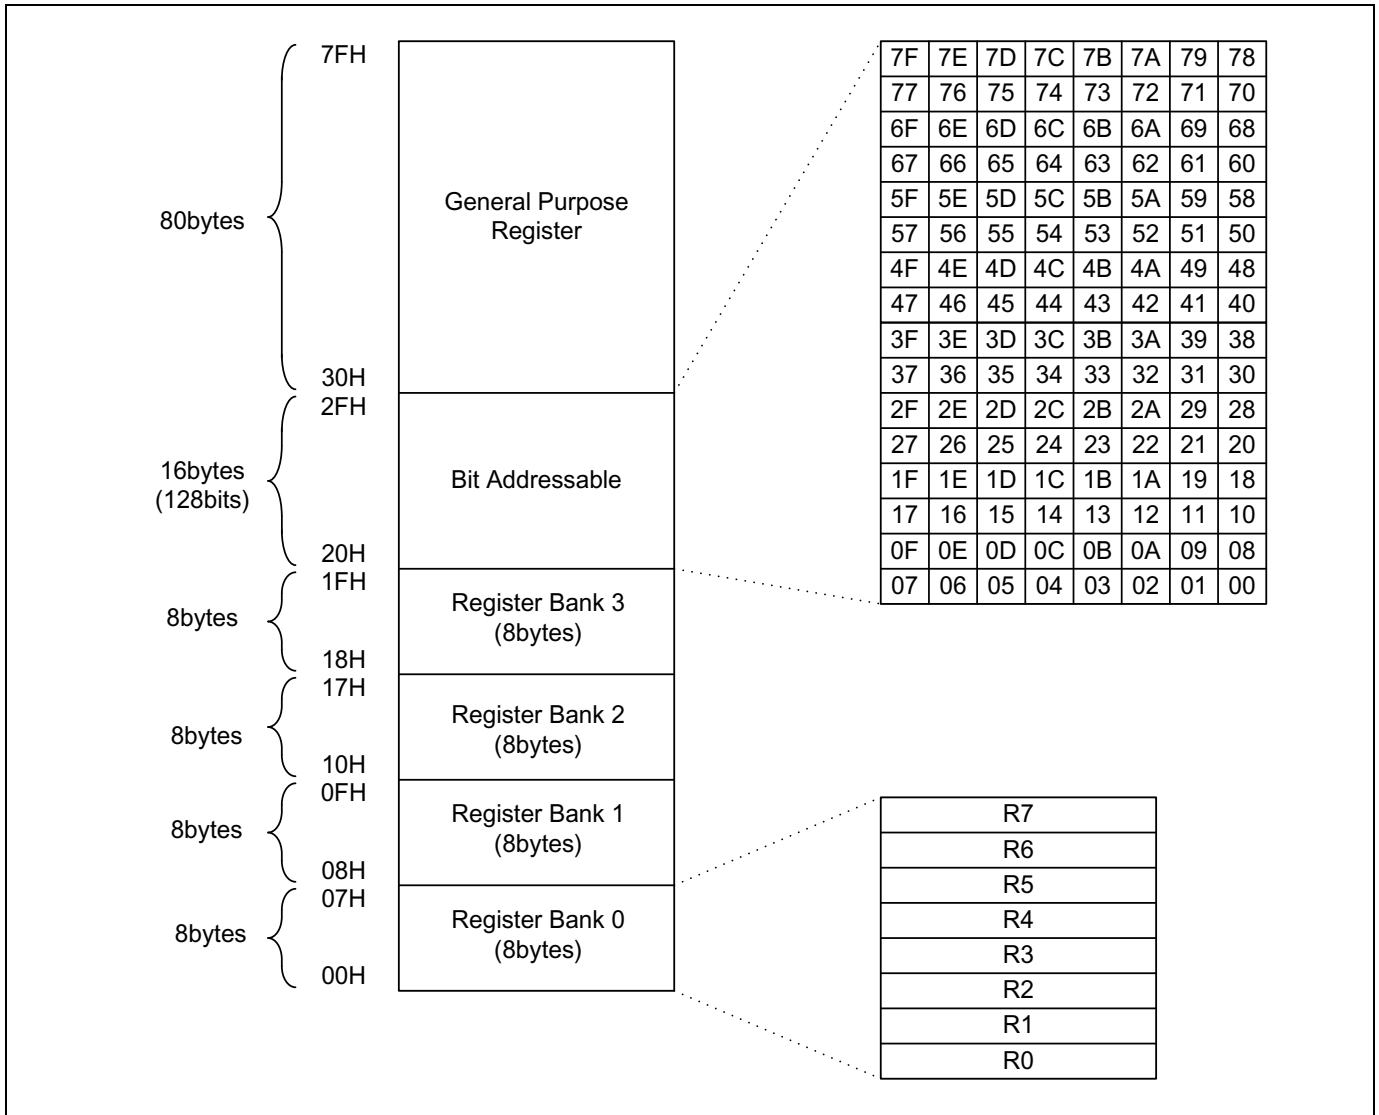 7FH
80bytes
General Purpose
Register
30H
2FH
16bytes
(128bits)
Bit Addressable
20H
1FH
8bytes
Register Bank 3
(8bytes)
18H
17H
8bytes
Register Bank 2
(8bytes)
10H
0FH
8bytes
Register Bank 1
(8bytes)
08H
07H
8bytes
Register Bank 0
(8bytes)
00H
7F 7E 7D 7C 7B 7A 79 78
77 76 75 74 73 72 71 70
6F 6E 6D 6C 6B 6A 69 68
67 66 65 64 63 62 61 60
5F 5E 5D 5C 5B 5A 59 58
57 56 55 54 53 52 51 50
4F 4E 4D 4C 4B 4A 49 48
47 46 45 44 43 42 41 40
3F 3E 3D 3C 3B 3A 39 38
37 36 35 34 33 32 31 30
2F 2E 2D 2C 2B 2A 29 28
27 26 25 24 23 22 21 20
1F 1E 1D 1C 1B 1A 19 18
17 16 15 14 13 12 11 10
0F 0E 0D 0C 0B 0A 09 08
07 06 05 04 03 02 01 00
R7
R6
R5
R4
R3
R2
R1
R0